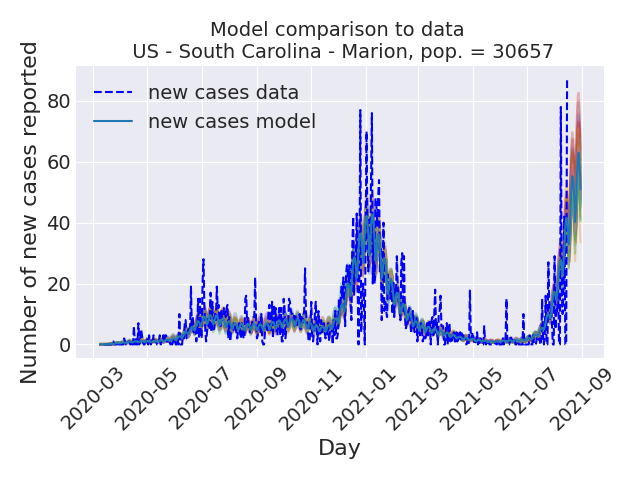 Model comparison to data
US - South Carolina - Marion, pop. = 30657
Number of new cases reported
80
60
40
20
0
new cases data
new cases model
2020-03
2020-05
2020-07
2020-09
2020-11
2021-01
2021-03
2021-05
2021-07
2021-09
Day